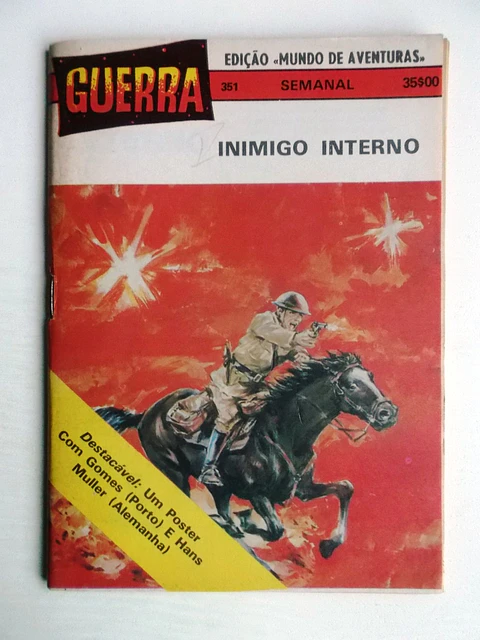 GUERRA
EDIÇÃO «MUNDO DE AVENTURAS»
351 SEMANAL 35$00
INIMIGO INTERNO
Destacável: Um Poster
Com Gomes (Porto) E Hans
Muller (Alemanha)